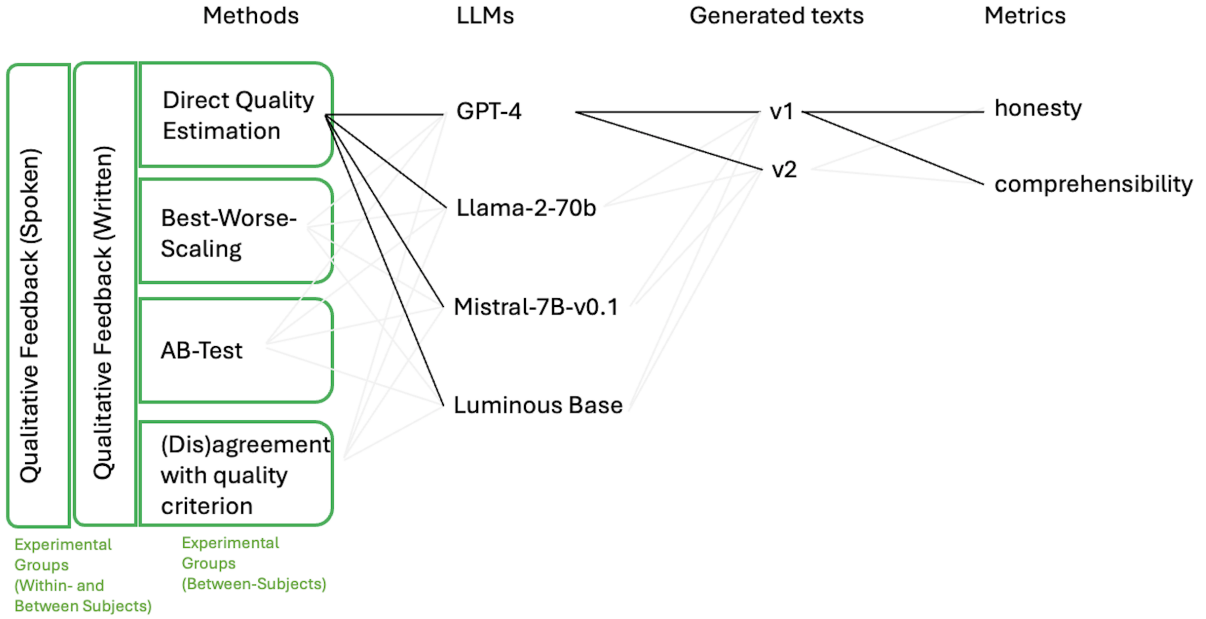 Methods
LLMs
Generated texts
Metrics
Qualitative Feedback (Spoken)
Qualitative Feedback (Written)
Direct Quality
Estimation
Best-Worse-
Scaling
AB-Test
(Dis)agreement
with quality
criterion
GPT-4
Llama-2-70b
Mistral-7B-v0.1
Luminous Base
v1
v2
honesty
comprehensibility
Experimental
Groups
(Within- and
Between Subjects)
Experimental
Groups
(Between-Subjects)